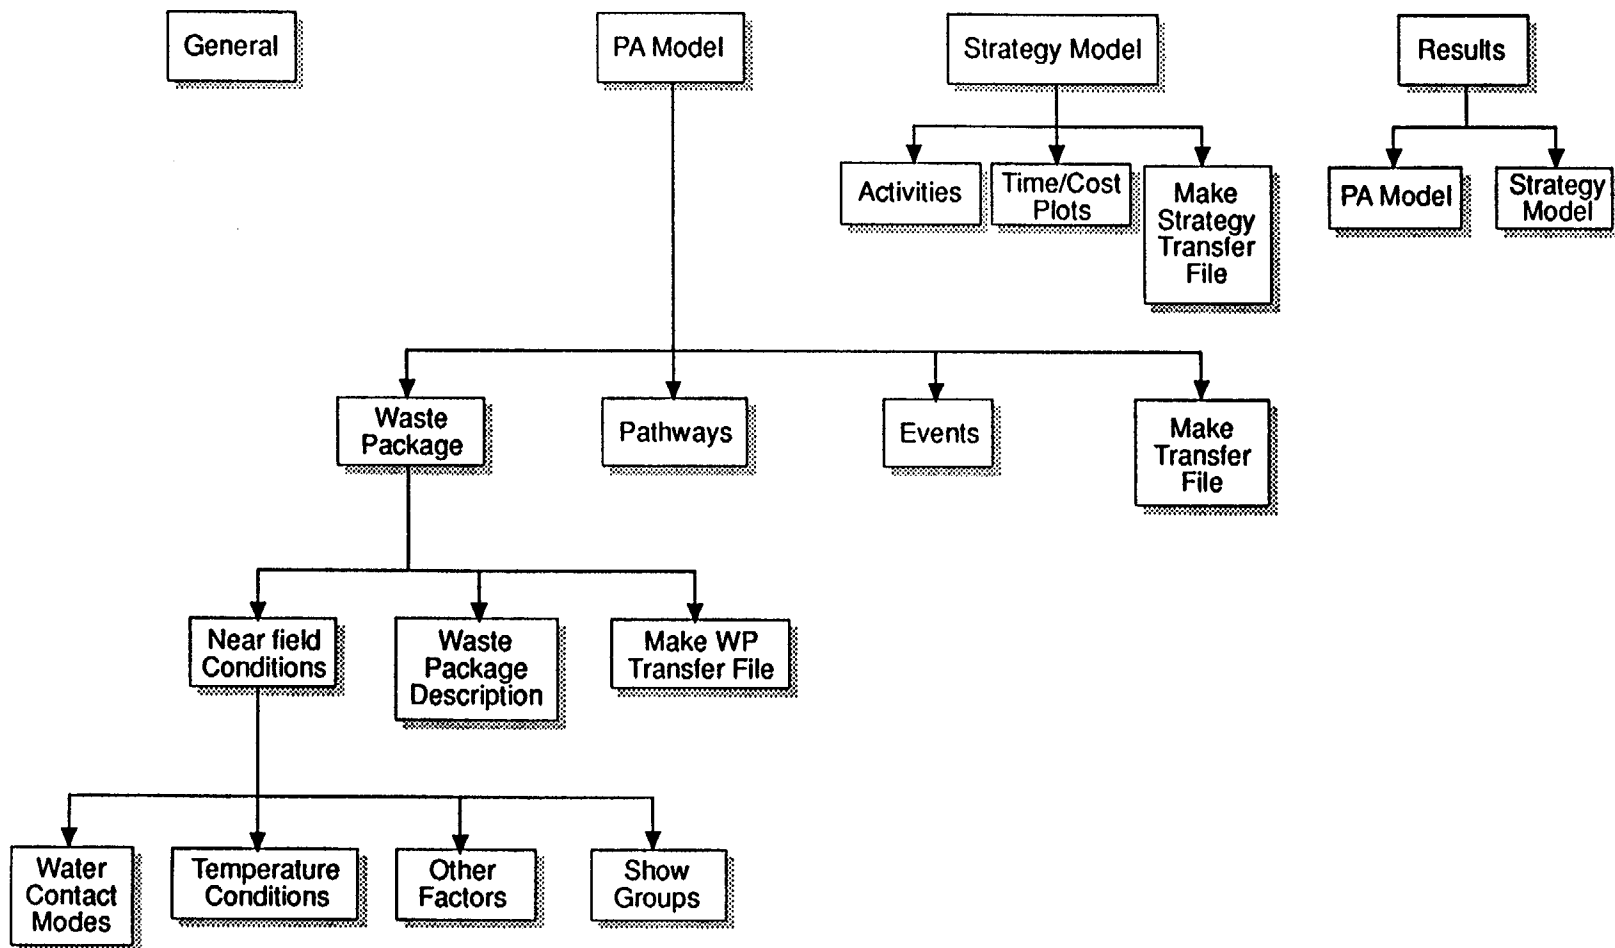 General
PA Model
Strategy Model
Results
Activities
Time/Cost
Plots
Make
Strategy
Transfer
File
PA Model
Strategy
Model
Waste
Package
Pathways
Events
Make
Transfer
File
Near field
Conditions
Waste
Package
Description
Make WP
Transfer File
Water
Contact
Modes
Temperature
Conditions
Other
Factors
Show
Groups